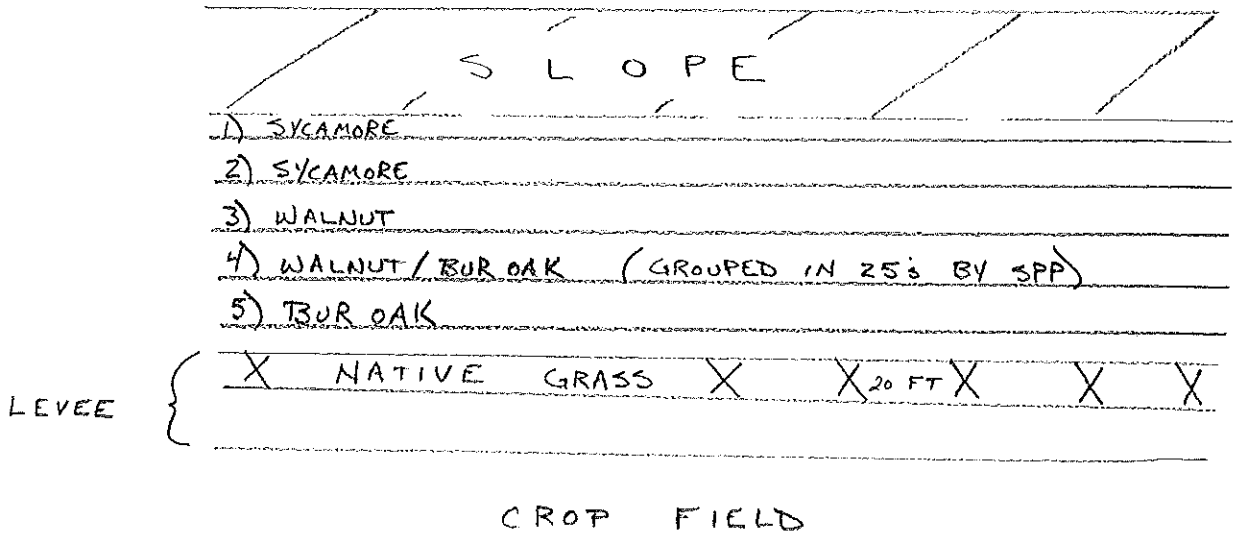 SLOPE
1) SYCAMORE
2) SYCAMORE
3) WALNUT
4) WALNUT/BUR OAK (GROUPED IN 25's BY SPP)
5) BUR OAK
X NATIVE GRASS X X 20 FT X X X
LEVEE
CROP FIELD